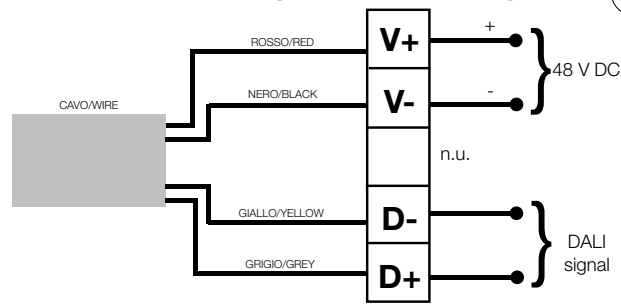 ROSSO/RED
V+
+
48 V DC
NERO/BLACK
V-
-
CAVO/WIRE
n.u.
GIALLO/YELLOW
D-
DALI
signal
GRIGIO/GREY
D+